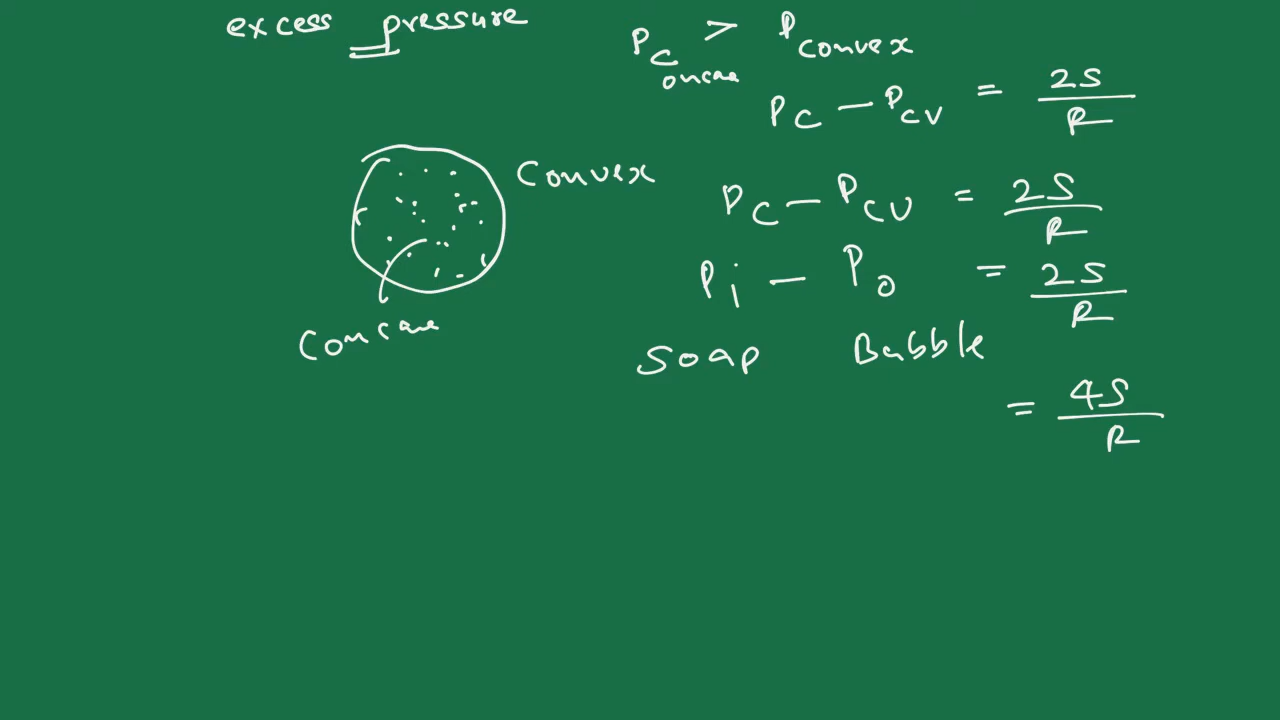 excess pressure
P_Concave > P_convex
P_C — P_CV = 2S/R
Convex
P_C — P_CV = 2S/R
P_i — P_o = 2S/R
Concave
Soap Bubble
= 4S/R